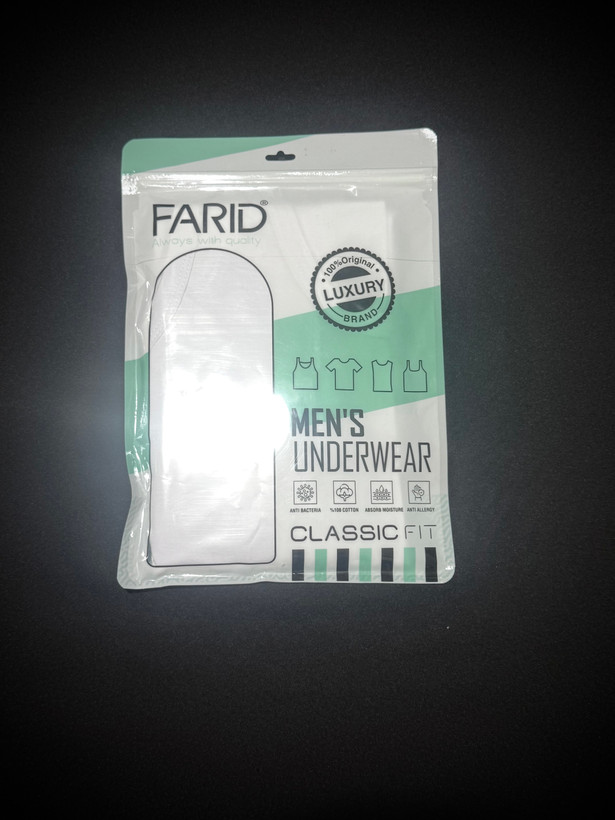 FARID®
Always with quality
100%Original
LUXURY
BRAND
MEN'S
UNDERWEAR
ANTI BACTERIA
%100 COTTON
ABSORB MOISTURE
ANTI ALLERGY
CLASSIC FIT